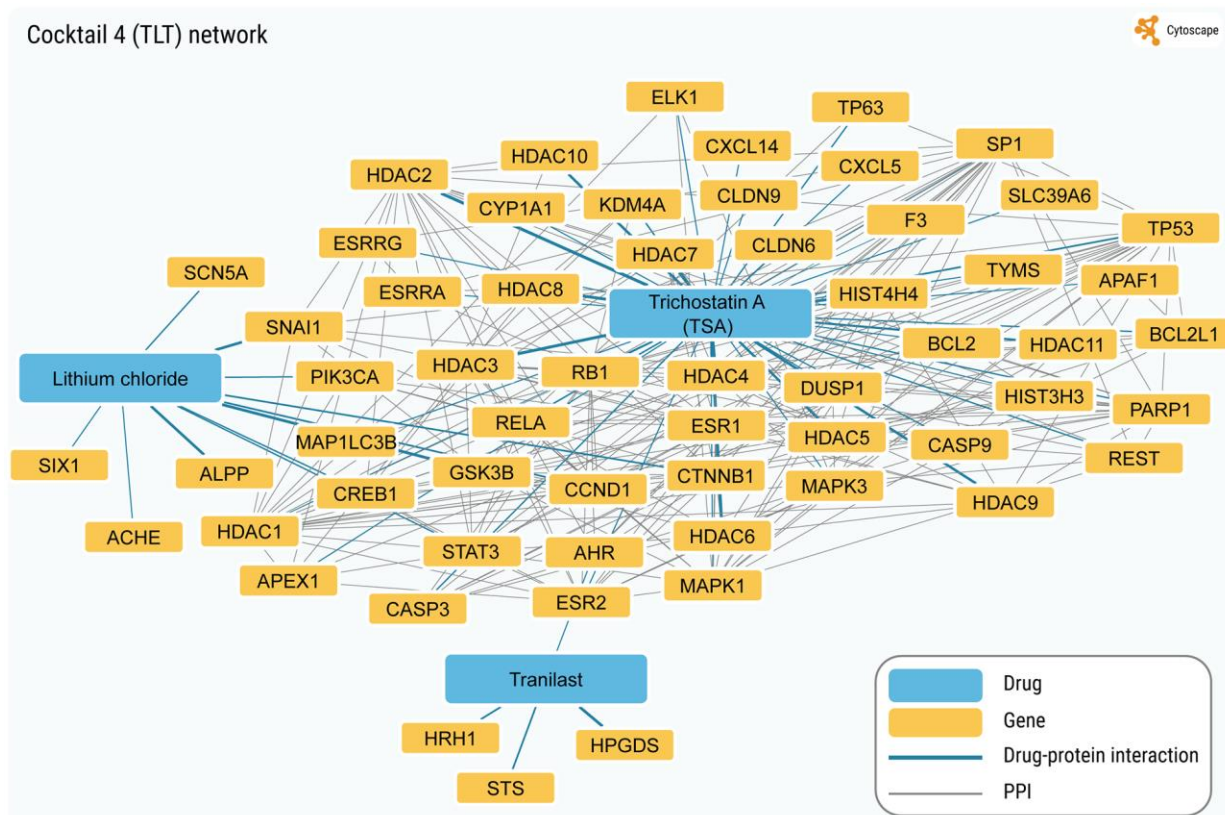 Cocktail 4 (TLT) network
Cytoscape
ELK1
TP63
HDAC10
CXCL14
SP1
HDAC2
CXCL5
CYP1A1
KDM4A
CLDN9
SLC39A6
F3
TP53
ESRRG
HDAC7
CLDN6
SCN5A
TYMS
APAF1
ESRRA
HDAC8
Trichostatin A
(TSA)
HIST4H4
SNAI1
BCL2
HDAC11
BCL2L1
Lithium chloride
PIK3CA
HDAC3
RB1
HDAC4
DUSP1
HIST3H3
PARP1
RELA
ESR1
MAP1LC3B
HDAC5
CASP9
REST
SIX1
ALPP
GSK3B
CTNNB1
CREB1
CCND1
MAPK3
HDAC9
ACHE
HDAC1
HDAC6
STAT3
AHR
APEX1
MAPK1
CASP3
ESR2
Tranilast
HRH1
HPGDS
STS
Drug
Gene
Drug-protein interaction
PPI